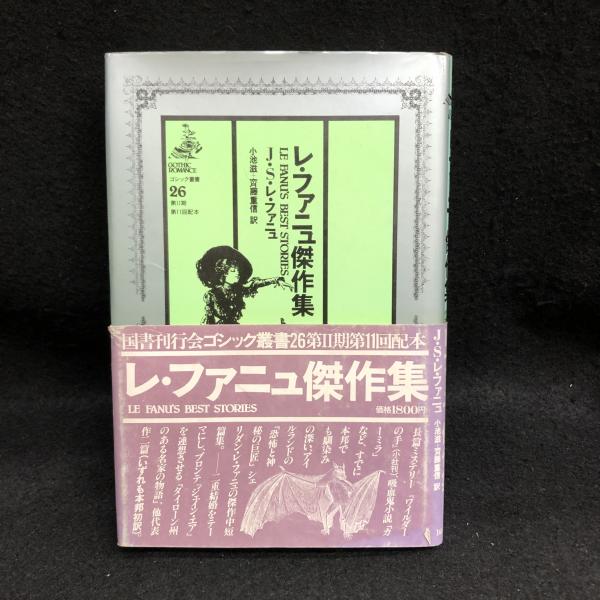 GOTHIC
ROMANCE
ゴシック叢書
26
第II期
第11回配本
レ・ファニュ傑作集
LE FANU'S BEST STORIES
J・S・レ・ファニュ
小池滋・斉藤重信 訳
国書刊行会ゴシック叢書26第II期第11回配本
レ・ファニュ傑作集
LE FANU'S BEST STORIES
価格1800円
長篇ミステリー『ワイルダー
の手』(小社刊)、吸血鬼小説『カ
ーミラ』
など、すでに
本邦で
も馴染み
の深いアイ
ルランドの
“恐怖と神
秘の巨匠”シェ
リダン・レ・ファニュの傑作中短
篇集。——二重結婚をテー
マにし、ブロンテ『ジェイン・エア』
を連想させる「タイローン州
のある名家の物語」、他代表
作三篇(いずれも本邦初訳)。
J・S・レ・ファニュ
小池滋・斉藤重信 訳